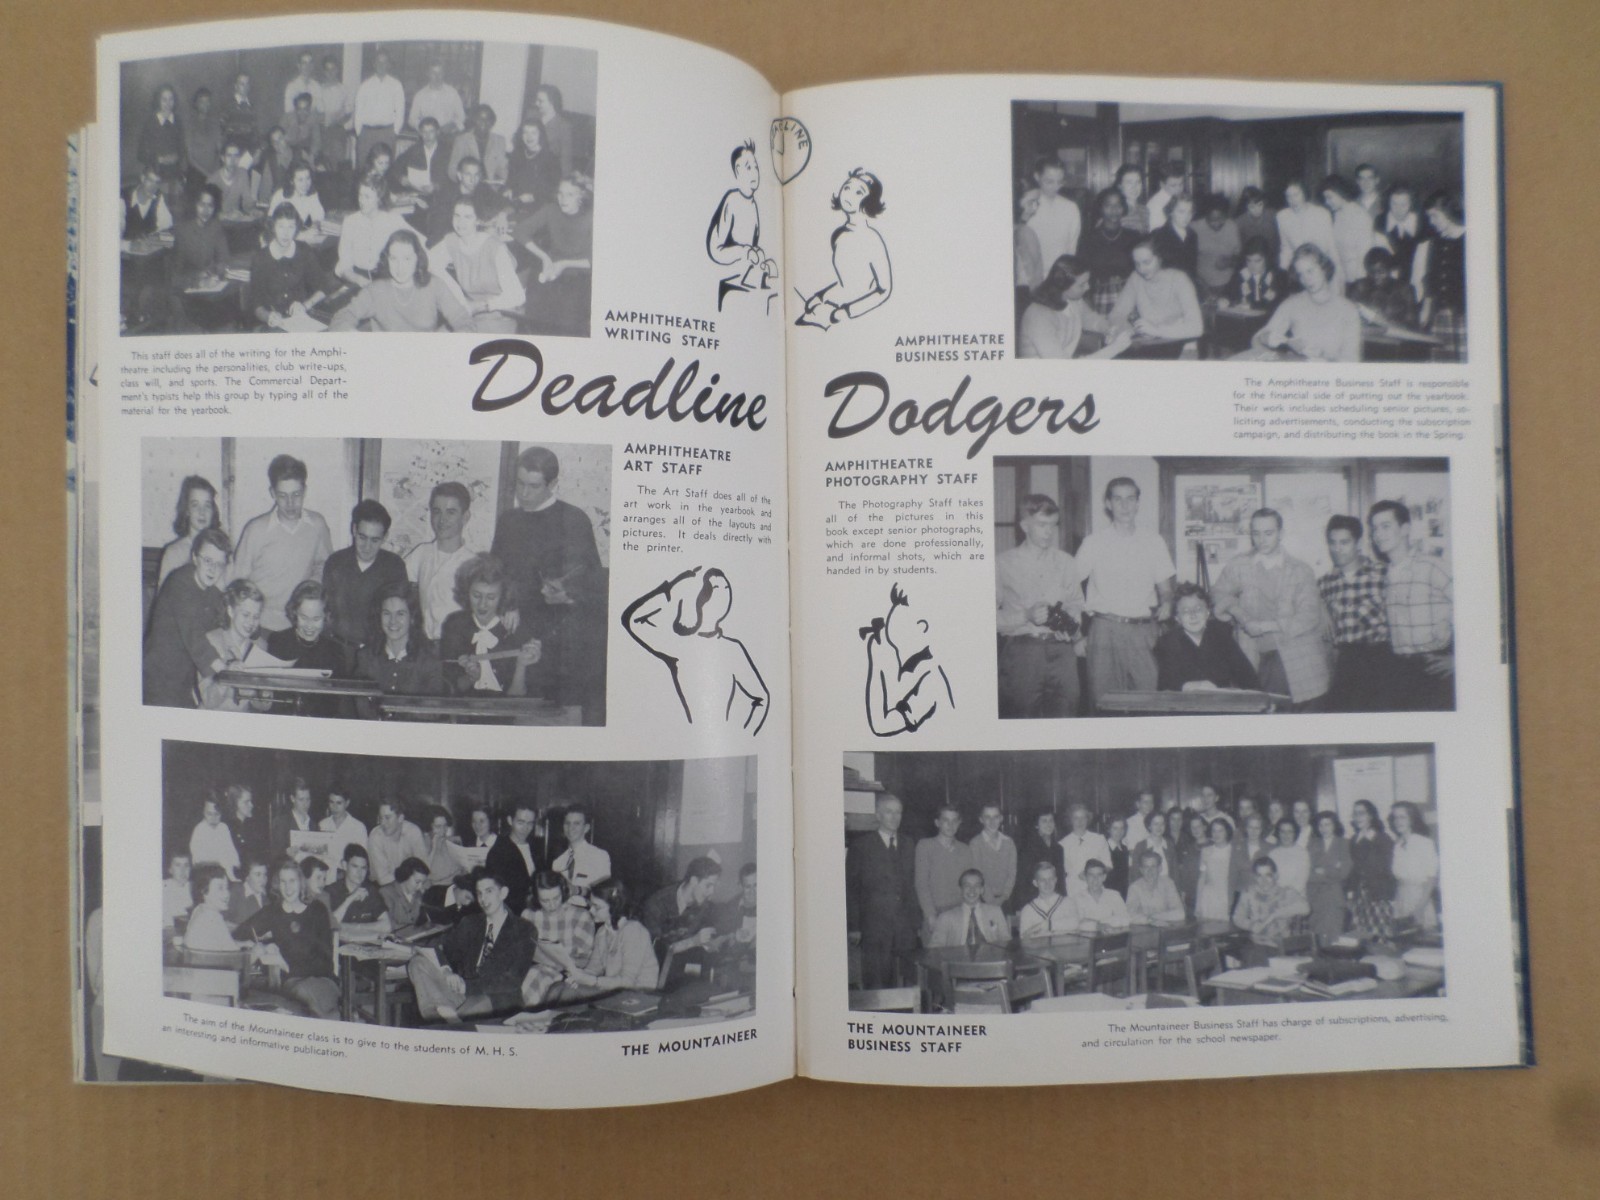 AMPHITHEATRE
WRITING STAFF
This staff does all of the writing for the Amphi-
theatre including the personalities, club write-ups,
class will, and sports. The Commercial Depart-
ment's typists help this group by typing all of the
material for the yearbook.
Deadline
AMPHITHEATRE
ART STAFF
The Art Staff does all of the
art work in the yearbook and
arranges all of the layouts and
pictures. It deals directly with
the printer.
The aim of the Mountaineer class is to give to the students of M. H. S.
an interesting and informative publication.
THE MOUNTAINEER
AMPHITHEATRE
BUSINESS STAFF
The Amphitheatre Business Staff is responsible
for the financial side of putting out the yearbook.
Their work includes scheduling senior pictures, so-
liciting advertisements, conducting the subscription
campaign, and distributing the book in the Spring.
Dodgers
AMPHITHEATRE
PHOTOGRAPHY STAFF
The Photography Staff takes
all of the pictures in this
book except senior photographs,
which are done professionally,
and informal shots, which are
handed in by students.
THE MOUNTAINEER
BUSINESS STAFF
The Mountaineer Business Staff has charge of subscriptions, advertising,
and circulation for the school newspaper.